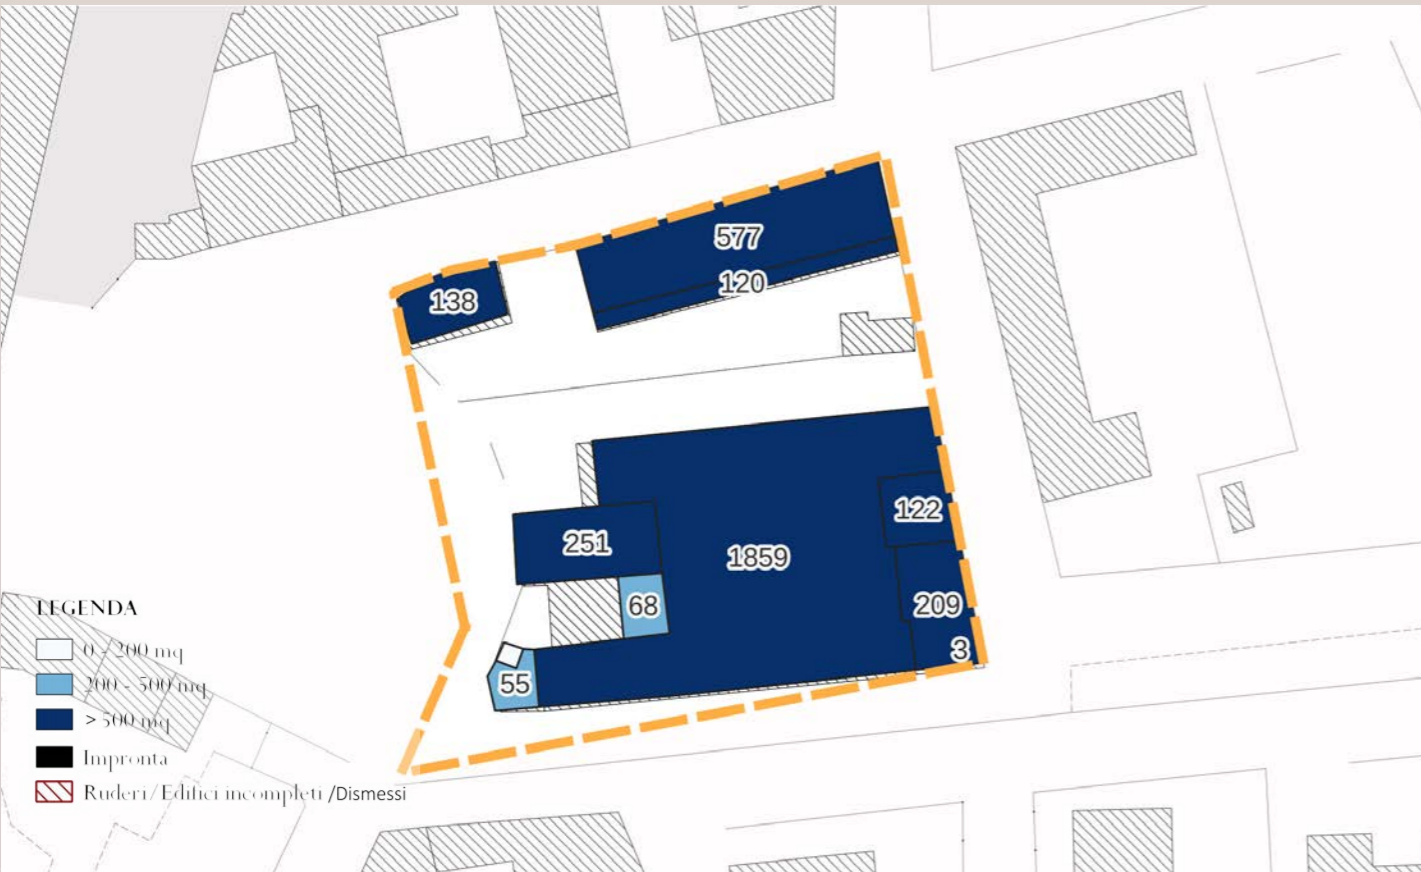 577
120
138
122
251
1859
68
209
3
55
LEGENDA
0 - 200 mq
200 - 500 mq
> 500 mq
Impronta
Ruderi/Edifici incompleti /Dismessi